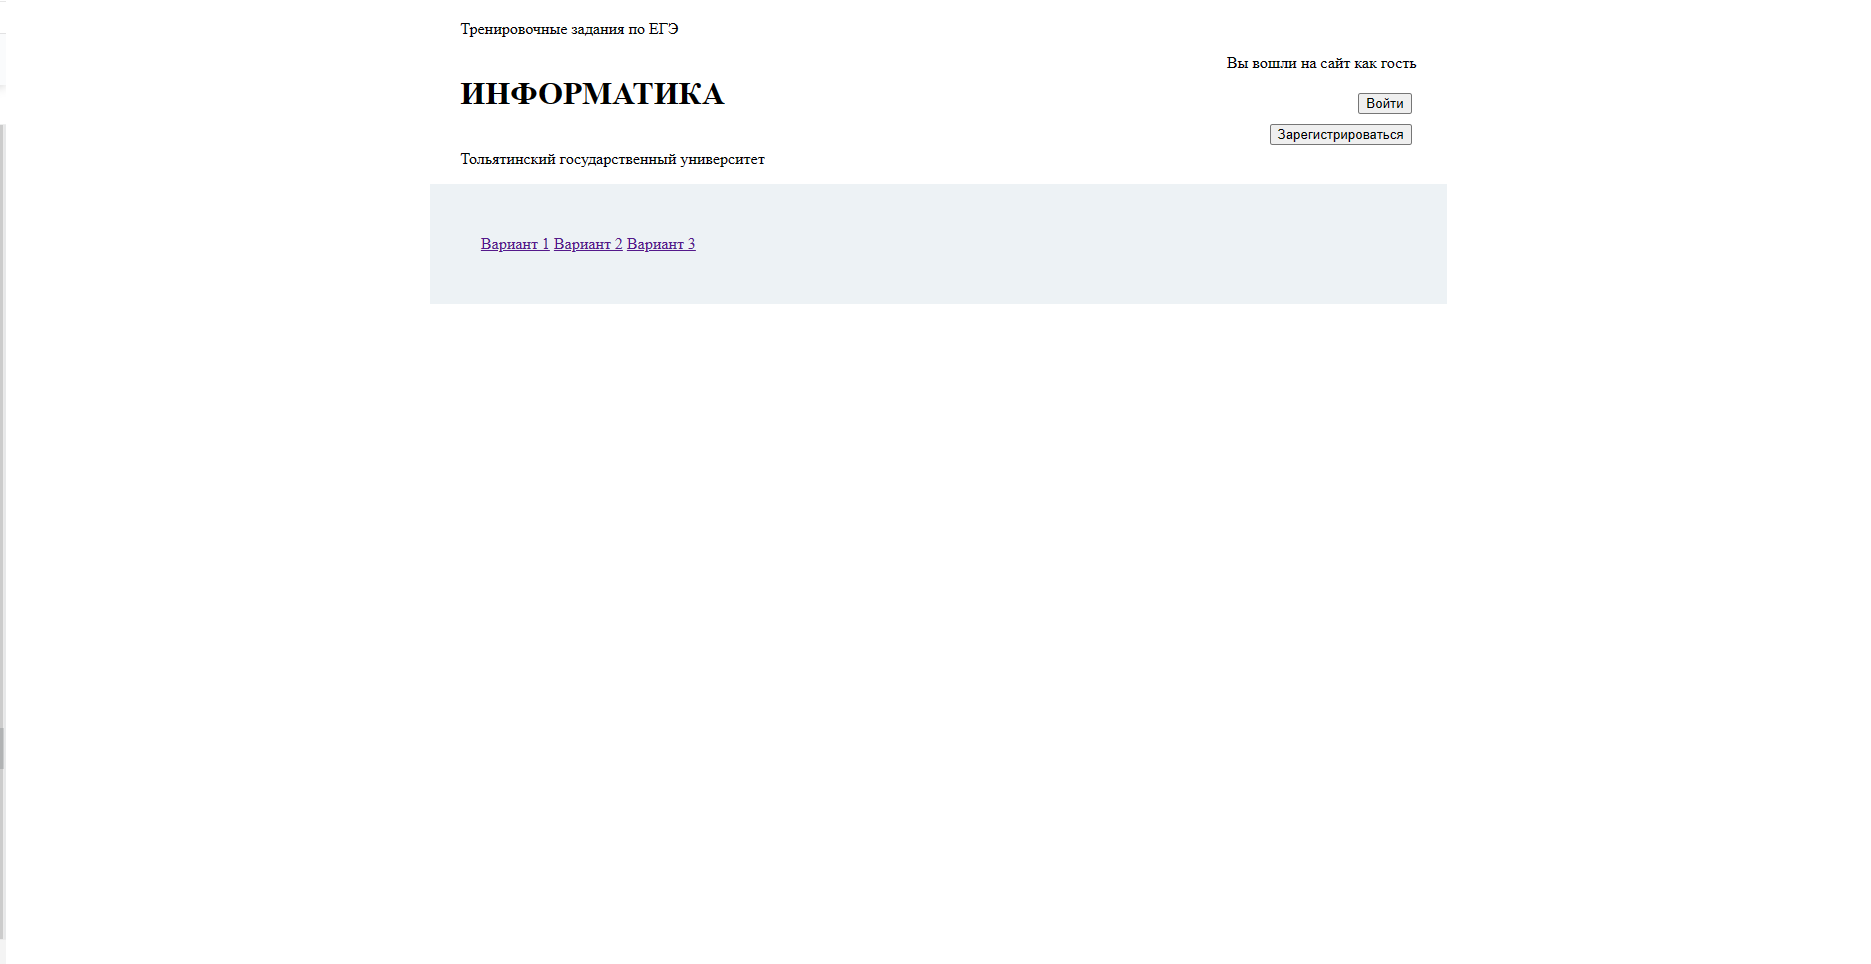 Тренировочные задания по ЕГЭ
Вы вошли на сайт как гость
ИНФОРМАТИКА
Войти
Зарегистрироваться
Тольятинский государственный университет
Вариант 1 Вариант 2 Вариант 3